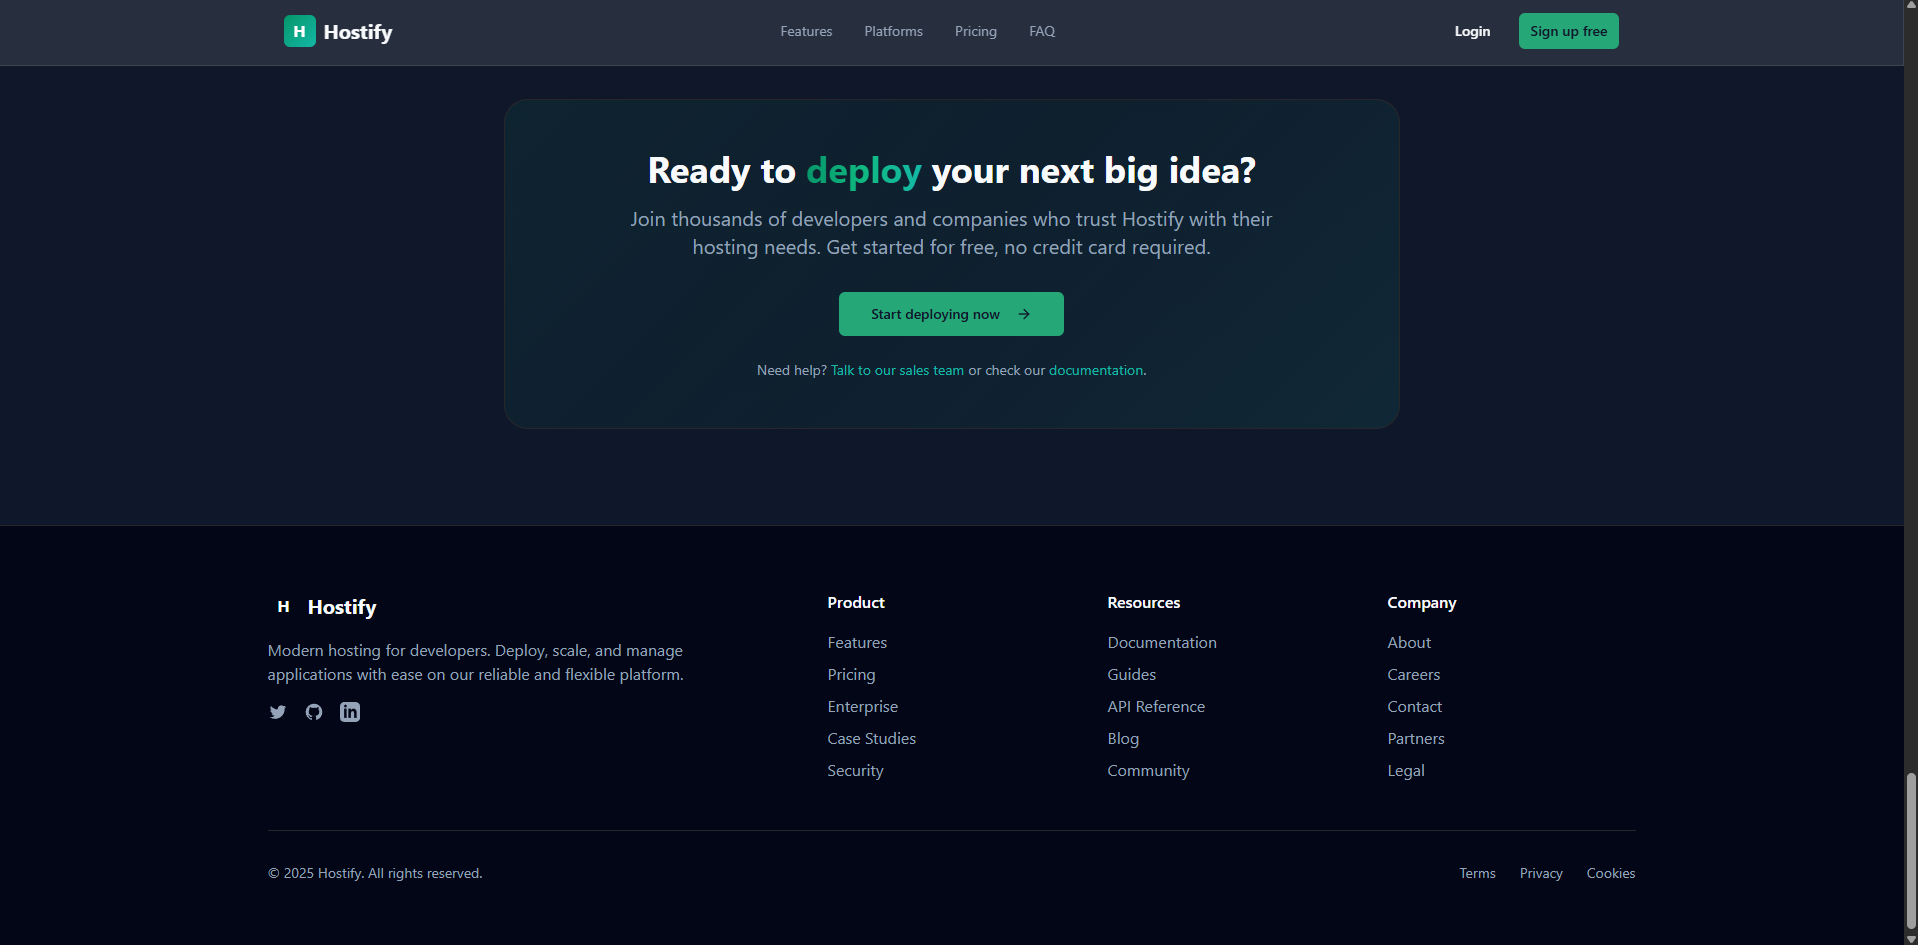 H Hostify
Features Platforms Pricing FAQ
Login Sign up free
Ready to deploy your next big idea?
Join thousands of developers and companies who trust Hostify with their
hosting needs. Get started for free, no credit card required.
Start deploying now →
Need help? Talk to our sales team or check our documentation.
H Hostify
Modern hosting for developers. Deploy, scale, and manage
applications with ease on our reliable and flexible platform.
Product
Features
Pricing
Enterprise
Case Studies
Security
Resources
Documentation
Guides
API Reference
Blog
Community
Company
About
Careers
Contact
Partners
Legal
© 2025 Hostify. All rights reserved.
Terms Privacy Cookies